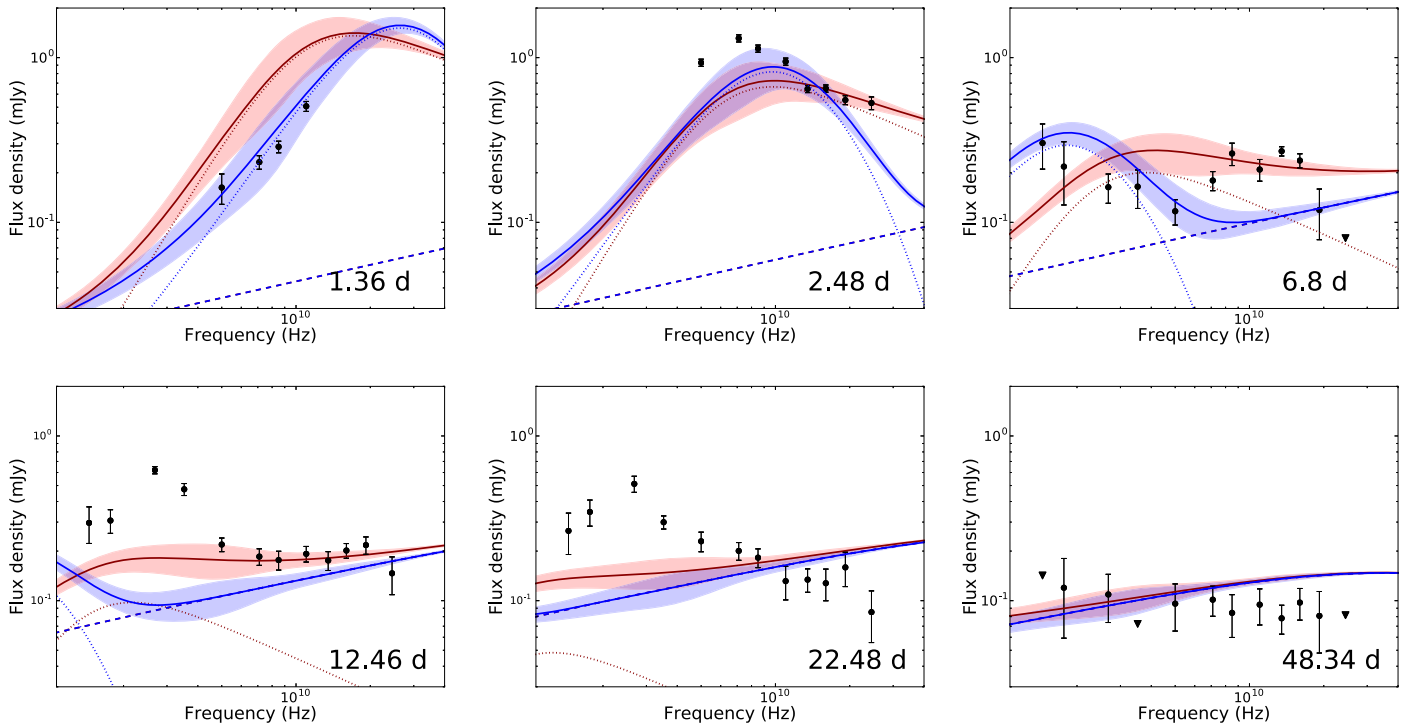 Flux density (mJy)
10⁰
10⁻¹
1.36 d
10¹⁰
Frequency (Hz)
Flux density (mJy)
10⁰
10⁻¹
2.48 d
10¹⁰
Frequency (Hz)
Flux density (mJy)
10⁰
10⁻¹
6.8 d
10¹⁰
Frequency (Hz)
Flux density (mJy)
10⁰
10⁻¹
12.46 d
10¹⁰
Frequency (Hz)
Flux density (mJy)
10⁰
10⁻¹
22.48 d
10¹⁰
Frequency (Hz)
Flux density (mJy)
10⁰
10⁻¹
48.34 d
10¹⁰
Frequency (Hz)